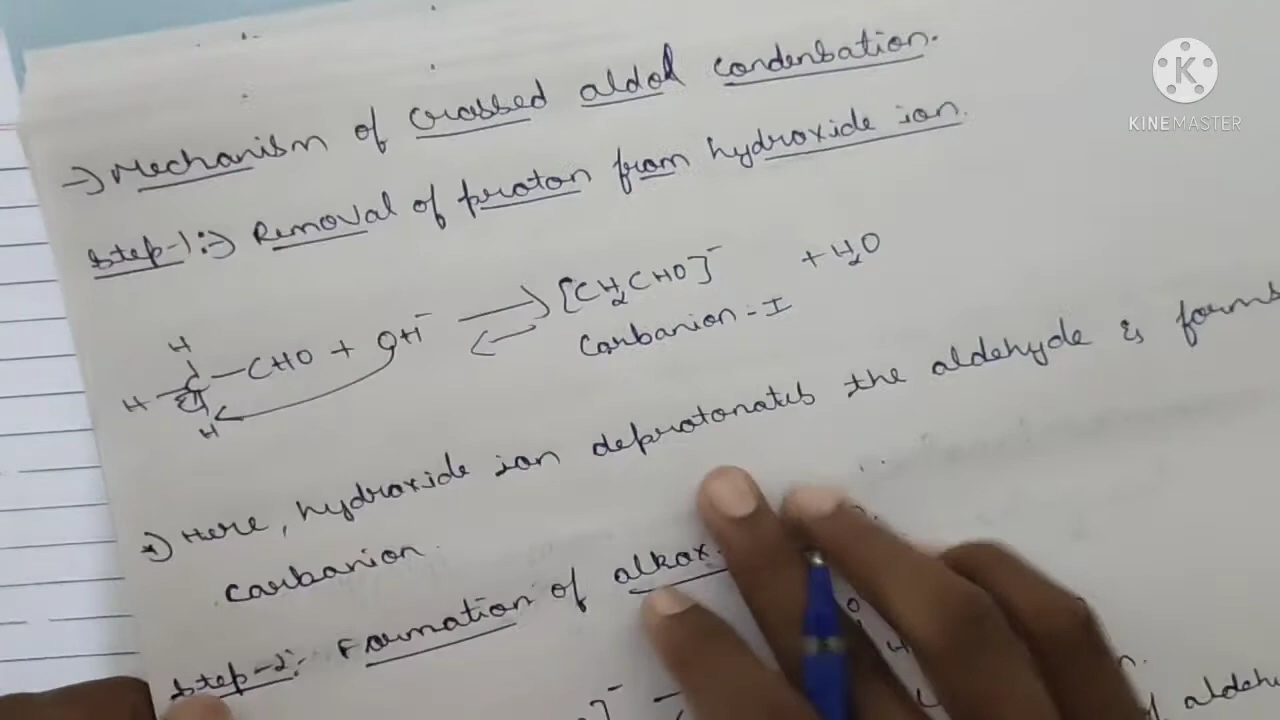 KINEMASTER
-) Mechanism of crossed aldol condensation.
Step-1:-) Removal of proton from hydroxide ion.
H
H C - CHO + OH⁻ ⇌ [CH₂CHO]⁻ + H₂O
H
Carbanion-I
*) Here, hydroxide ion deprotonates the aldehyde & forms
carbanion.
Step-2:- Formation of alkox
]⁻